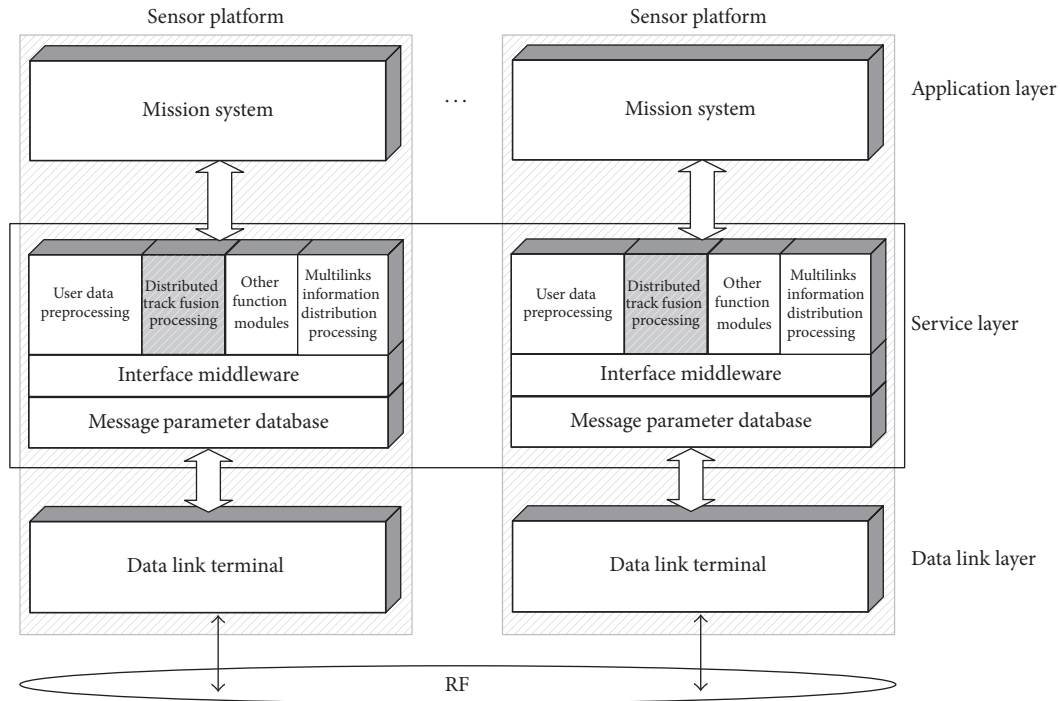 Sensor platform
Sensor platform
Mission system
...
Mission system
Application layer
User data
preprocessing
Distributed
track fusion
processing
Other
function
modules
Multilinks
information
distribution
processing
User data
preprocessing
Distributed
track fusion
processing
Other
function
modules
Multilinks
information
distribution
processing
Service layer
Interface middleware
Interface middleware
Message parameter database
Message parameter database
Data link terminal
Data link terminal
Data link layer
RF